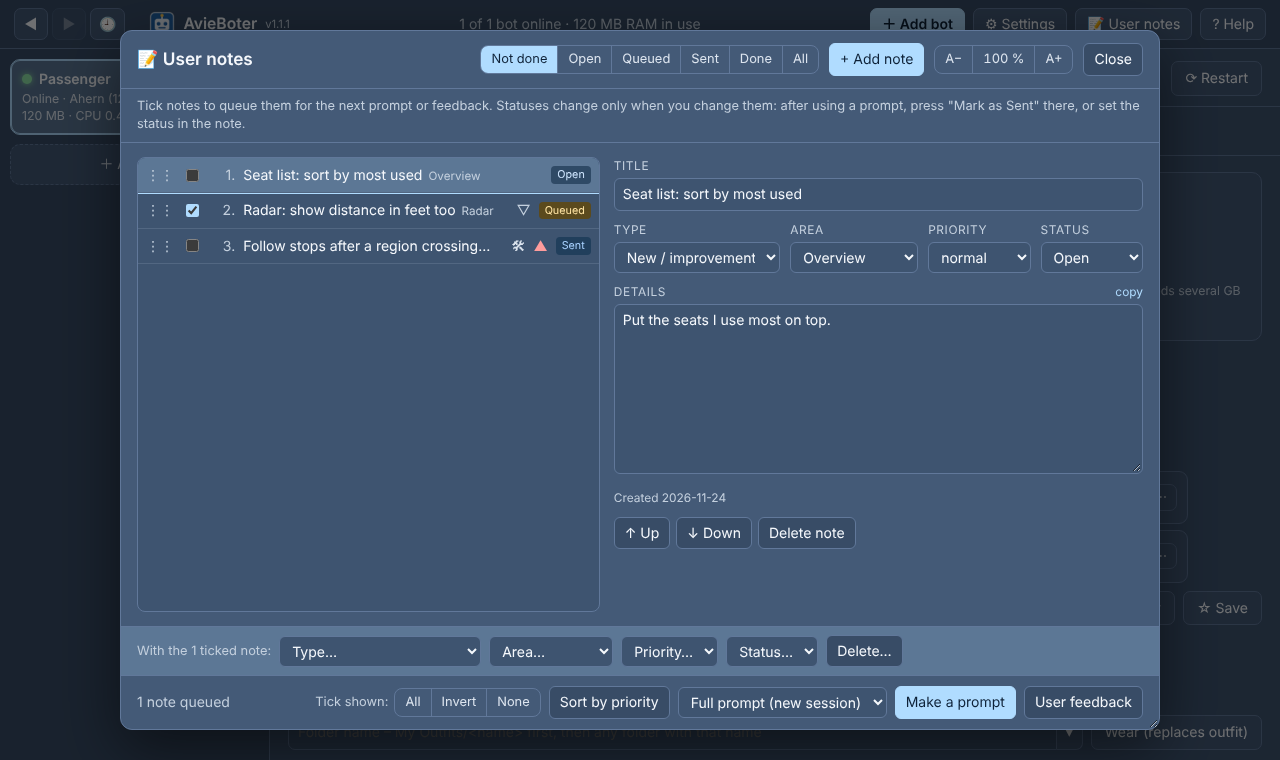 AvieBoter v1.1.1
1 of 1 bot online · 120 MB RAM in use
+ Add bot
⚙ Settings
📝 User notes
? Help
Passenger
Online · Ahern
120 MB · CPU 0.4
⟳ Restart
📝 User notes
Not done Open Queued Sent Done All
+ Add note
A− 100 % A+
Close
Tick notes to queue them for the next prompt or feedback. Statuses change only when you change them: after using a prompt, press "Mark as Sent" there, or set the
status in the note.
1. Seat list: sort by most used Overview Open
2. Radar: show distance in feet too Radar ▽ Queued
3. Follow stops after a region crossing… 🛠 ▲ Sent
TITLE
Seat list: sort by most used
TYPE AREA PRIORITY STATUS
New / improvement Overview normal Open
DETAILS copy
Put the seats I use most on top.
Created 2026-11-24
↑ Up ↓ Down Delete note
several GB
☆ Save
With the 1 ticked note: Type… Area… Priority… Status… Delete…
1 note queued Tick shown: All Invert None Sort by priority Full prompt (new session) Make a prompt User feedback
Wear (replaces outfit)